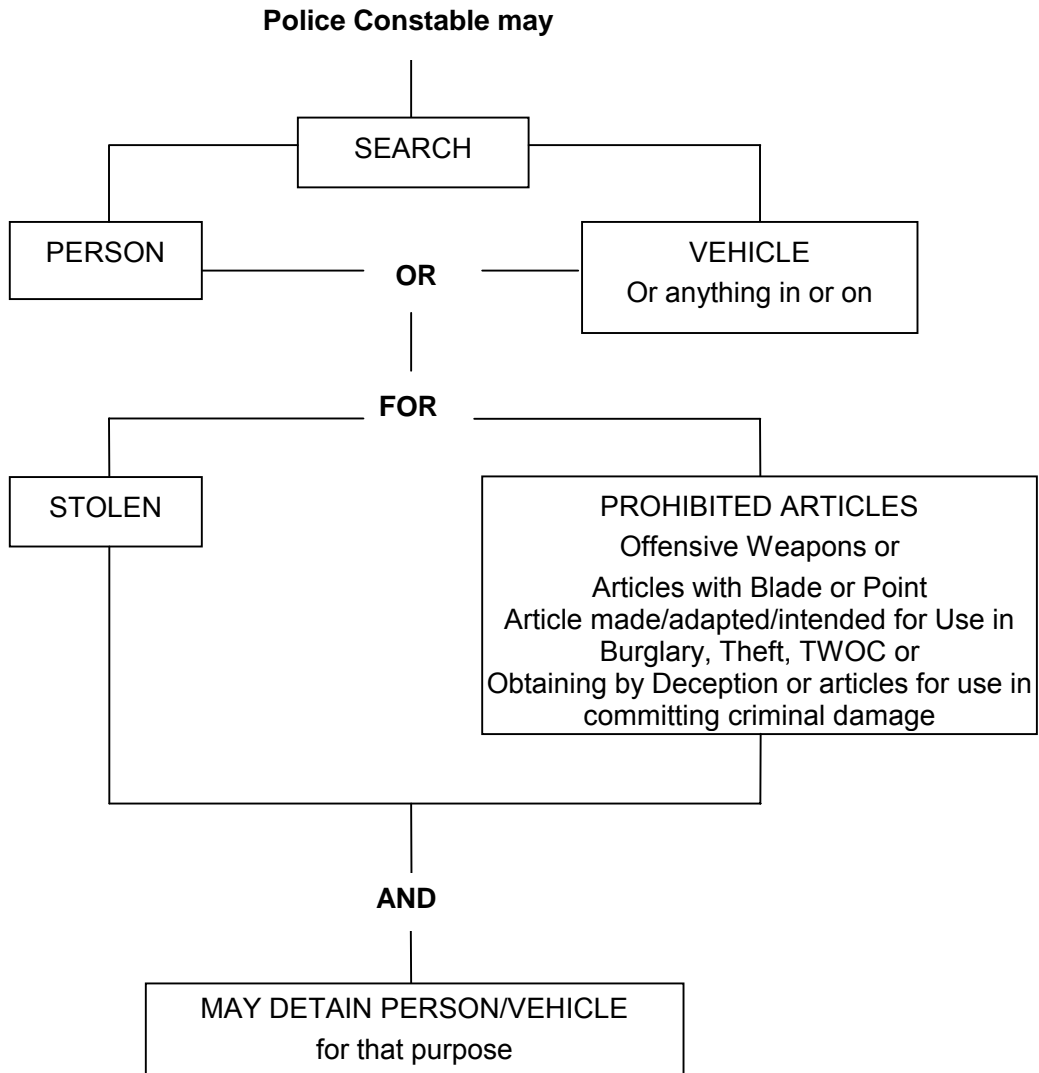 Police Constable may
SEARCH
PERSON
OR
VEHICLE
Or anything in or on
FOR
STOLEN
PROHIBITED ARTICLES
Offensive Weapons or
Articles with Blade or Point
Article made/adapted/intended for Use in
Burglary, Theft, TWOC or
Obtaining by Deception or articles for use in
committing criminal damage
AND
MAY DETAIN PERSON/VEHICLE
for that purpose